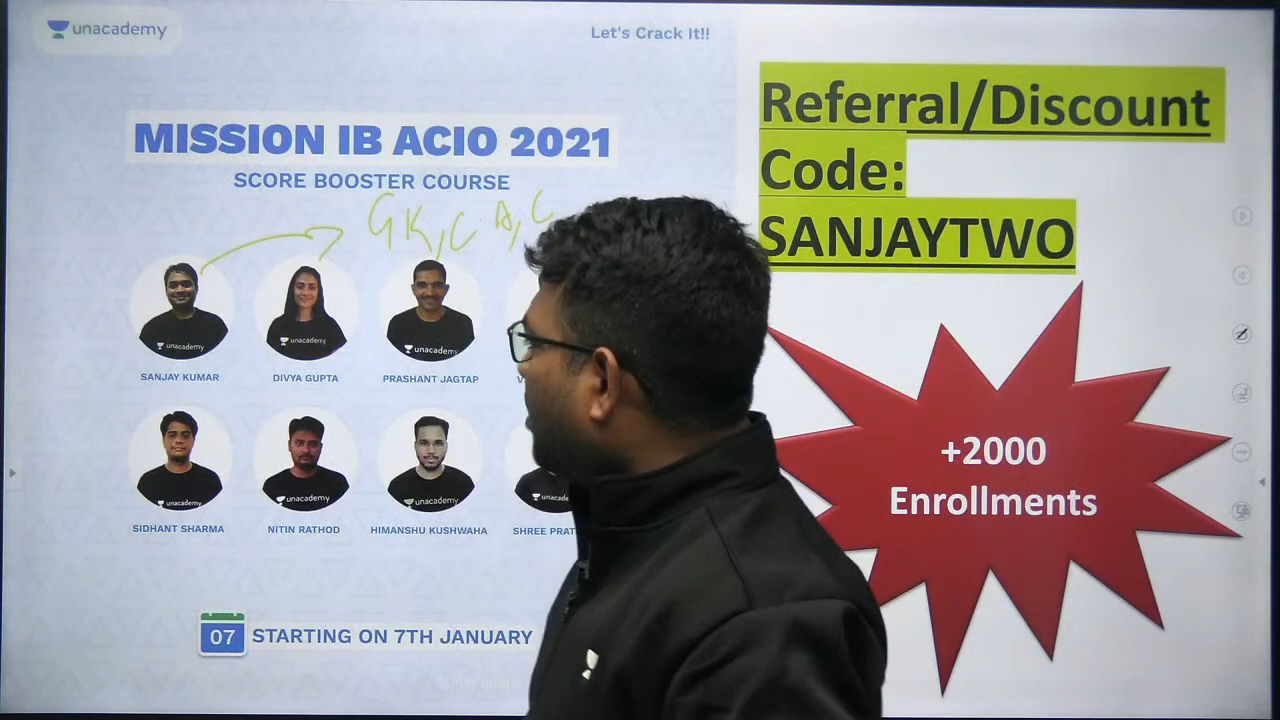 unacademy
Let's Crack It!!
MISSION IB ACIO 2021
SCORE BOOSTER COURSE
GK, C.A, C
unacademy
unacademy
unacademy
SANJAY KUMAR
DIVYA GUPTA
PRASHANT JAGTAP
unacademy
unacademy
unacademy
unacademy
SIDHANT SHARMA
NITIN RATHOD
HIMANSHU KUSHWAHA
SHREE PRAT
07
STARTING ON 7TH JANUARY
Referral/Discount
Code:
SANJAYTWO
+2000
Enrollments